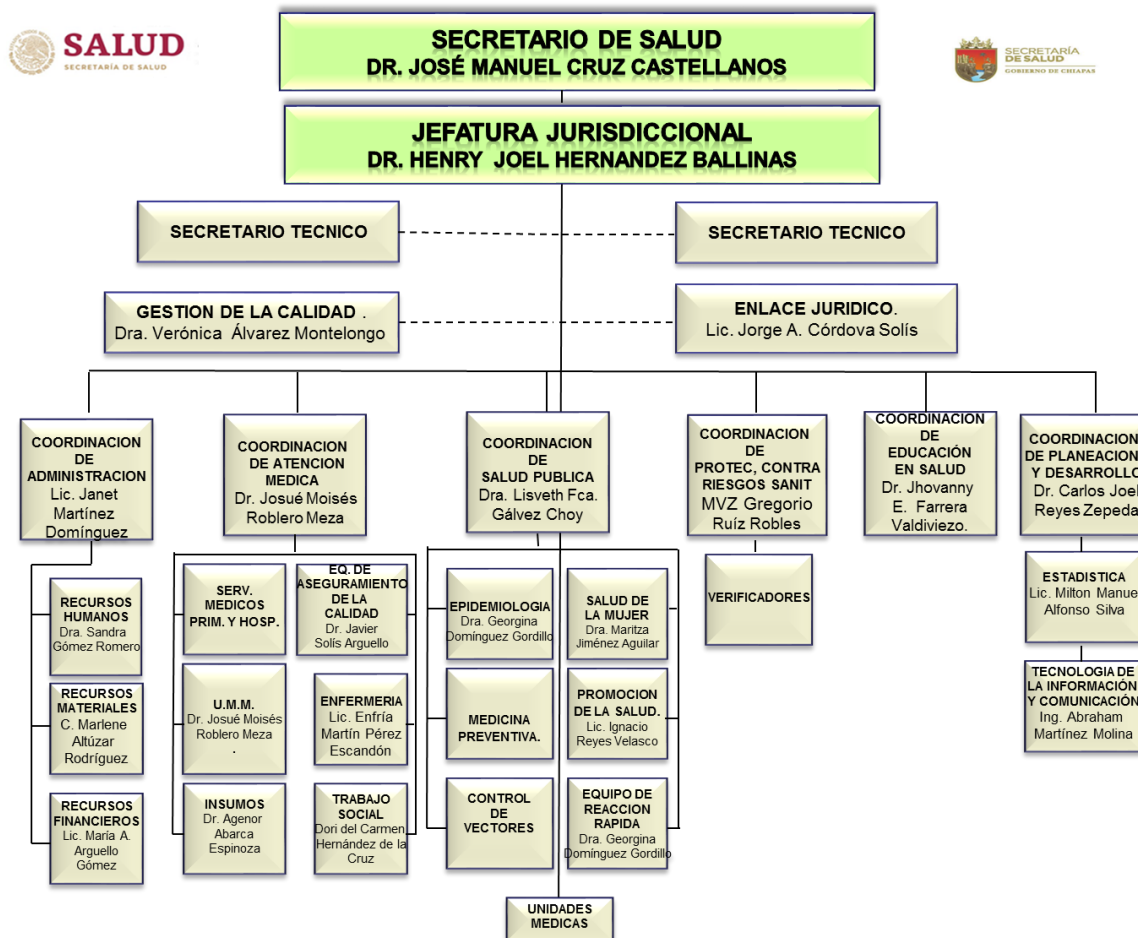 SALUD
SECRETARÍA DE SALUD
SECRETARIO DE SALUD
DR. JOSÉ MANUEL CRUZ CASTELLANOS
SECRETARÍA
DE SALUD
GOBIERNO DE CHIAPAS
JEFATURA JURISDICCIONAL
DR. HENRY JOEL HERNANDEZ BALLINAS
SECRETARIO TECNICO
SECRETARIO TECNICO
GESTION DE LA CALIDAD .
Dra. Verónica Álvarez Montelongo
ENLACE JURIDICO.
Lic. Jorge A. Córdova Solís
COORDINACION
DE
ADMINISTRACION
Lic. Janet
Martínez
Domínguez
COORDINACION
DE ATENCION
MEDICA
Dr. Josué Moisés
Roblero Meza
COORDINACION
DE
SALUD PUBLICA
Dra. Lisveth Fca.
Gálvez Choy
COORDINACION
DE
PROTEC, CONTRA
RIESGOS SANIT
MVZ Gregorio
Ruíz Robles
COORDINACION
DE
EDUCACIÓN
EN SALUD
Dr. Jhovanny
E. Farrera
Valdiviezo.
COORDINACION
DE PLANEACION
Y DESARROLLO
Dr. Carlos Joel
Reyes Zepeda
RECURSOS
HUMANOS
Dra. Sandra
Gómez Romero
RECURSOS
MATERIALES
C. Marlene
Altúzar
Rodríguez
RECURSOS
FINANCIEROS
Lic. María A.
Arguello
Gómez
SERV.
MEDICOS
PRIM. Y HOSP.
EQ. DE
ASEGURAMIENTO
DE LA
CALIDAD
Dr. Javier
Solís Arguello
U.M.M.
Dr. Josué Moisés
Roblero Meza
.
ENFERMERIA
Lic. Enfría
Martín Pérez
Escandón
INSUMOS
Dr. Agenor
Abarca
Espinoza
TRABAJO
SOCIAL
Dori del Carmen
Hernández de la
Cruz
EPIDEMIOLOGIA
Dra. Georgina
Domínguez Gordillo
SALUD DE
LA MUJER
Dra. Maritza
Jiménez Aguilar
MEDICINA
PREVENTIVA.
PROMOCION
DE LA SALUD.
Lic. Ignacio
Reyes Velasco
CONTROL
DE
VECTORES
EQUIPO DE
REACCION
RAPIDA
Dra. Georgina
Domínguez Gordillo
VERIFICADORES
ESTADISTICA
Lic. Milton Manuel
Alfonso Silva
TECNOLOGIA DE
LA INFORMACIÓN
Y COMUNICACIÓN
Ing. Abraham
Martínez Molina
UNIDADES
MEDICAS